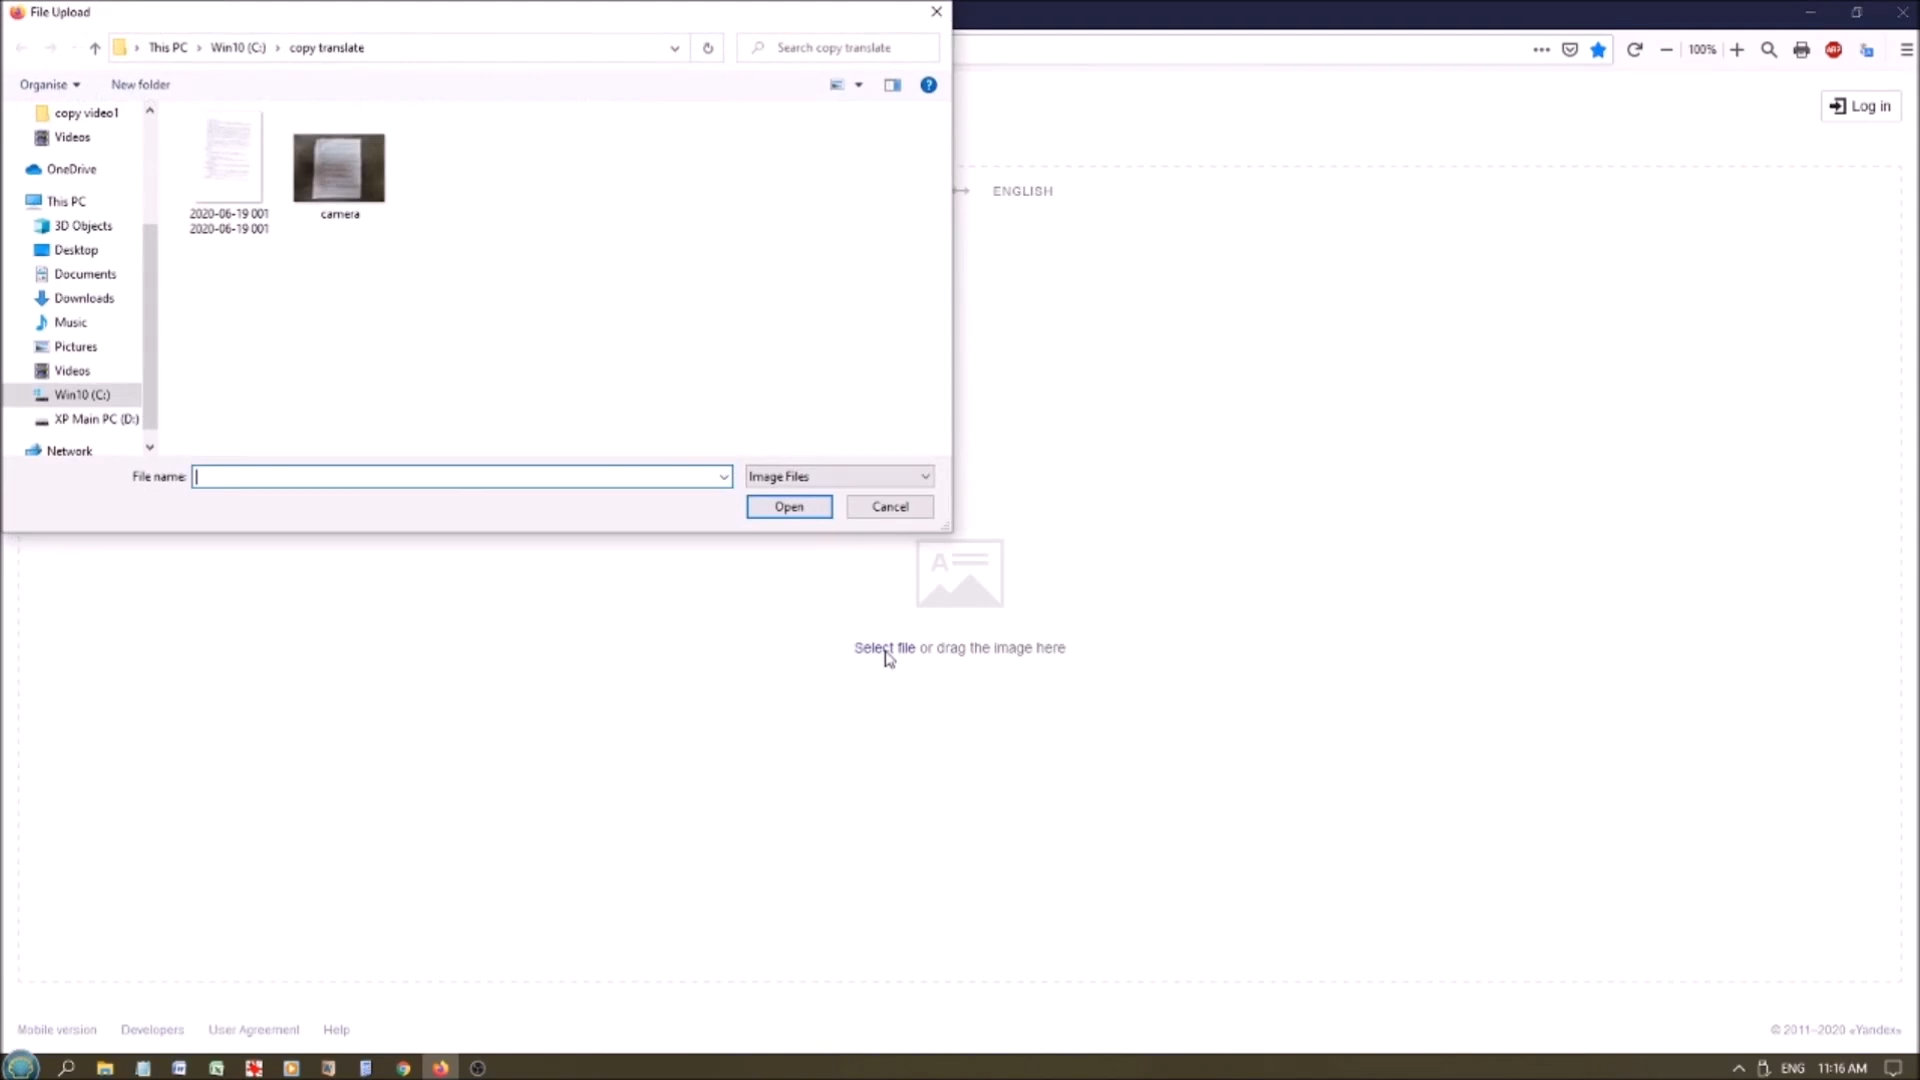 File Upload
This PC > Win10 (C:) > copy translate
Search copy translate
100%
ABP
Organise
New folder
?
Log in
copy video1
Videos
OneDrive
This PC
3D Objects
Desktop
Documents
Downloads
Music
Pictures
Videos
Win10 (C:)
XP Main PC (D:)
Network
2020-06-19 001
2020-06-19 001
camera
ENGLISH
File name:
Image Files
Open
Cancel
A
Select file or drag the image here
Mobile version
Developers
User Agreement
Help
© 2011–2020 «Yandex»
ENG
11:16 AM